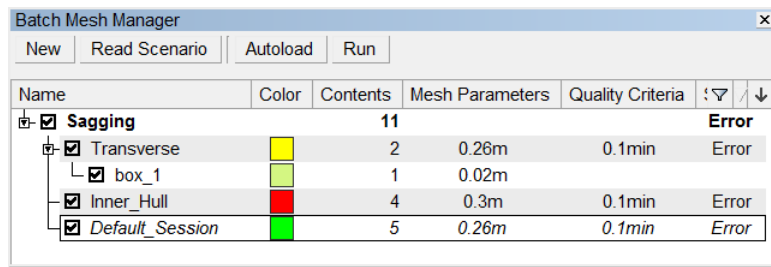 Batch Mesh Manager
New Read Scenario Autoload Run
Name Color Contents Mesh Parameters Quality Criteria
Sagging 11 Error
Transverse 2 0.26m 0.1min Error
box_1 1 0.02m
Inner_Hull 4 0.3m 0.1min Error
Default_Session 5 0.26m 0.1min Error